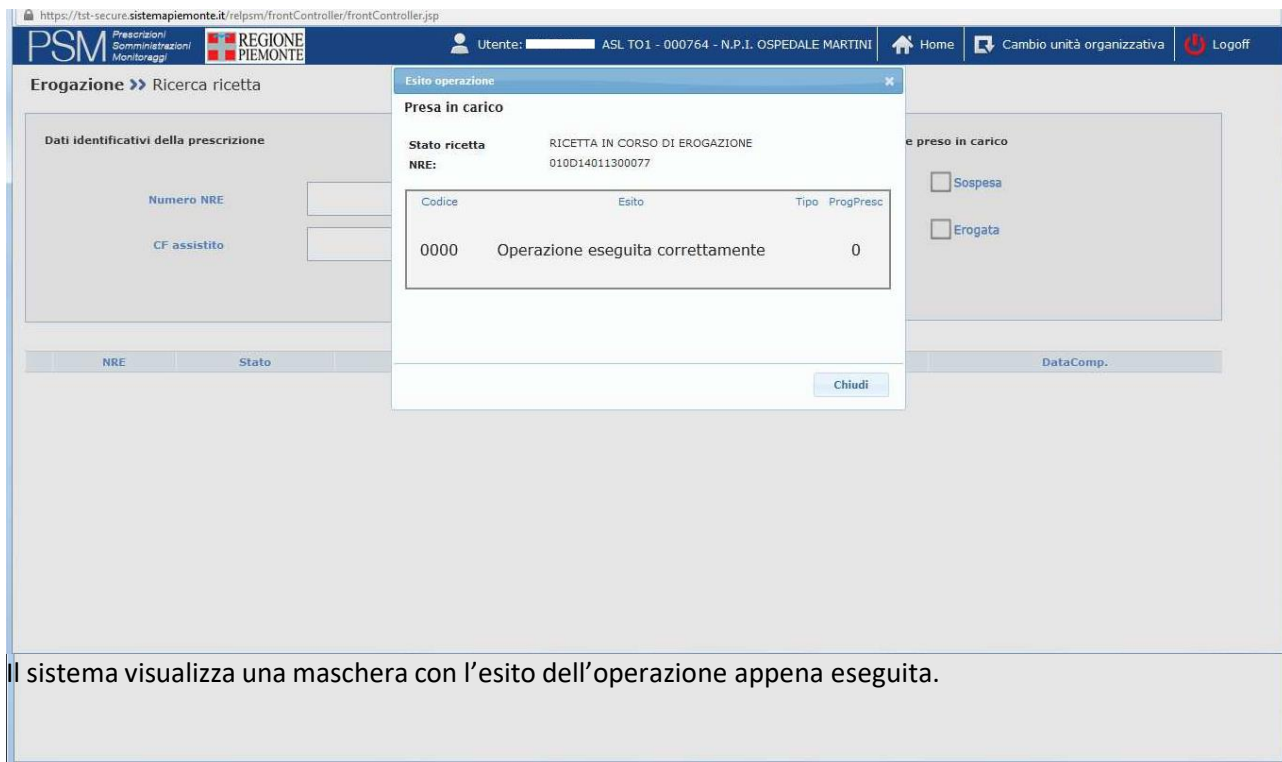 https://tst-secure.sistemapiemonte.it/relpsm/frontController/frontController.jsp
PSM Prescrizioni Somministrazioni Monitoraggi
REGIONE PIEMONTE
Utente: ASL TO1 - 000764 - N.P.I. OSPEDALE MARTINI
Home
Cambio unità organizzativa
Logoff
Erogazione >> Ricerca ricetta
Esito operazione x
Presa in carico
Dati identificativi della prescrizione
Stato ricetta RICETTA IN CORSO DI EROGAZIONE
e preso in carico
NRE: 010D14011300077
Sospesa
Numero NRE
Codice Esito Tipo ProgPresc
Erogata
CF assistito
0000 Operazione eseguita correttamente 0
NRE Stato DataComp.
Chiudi
Il sistema visualizza una maschera con l’esito dell’operazione appena eseguita.